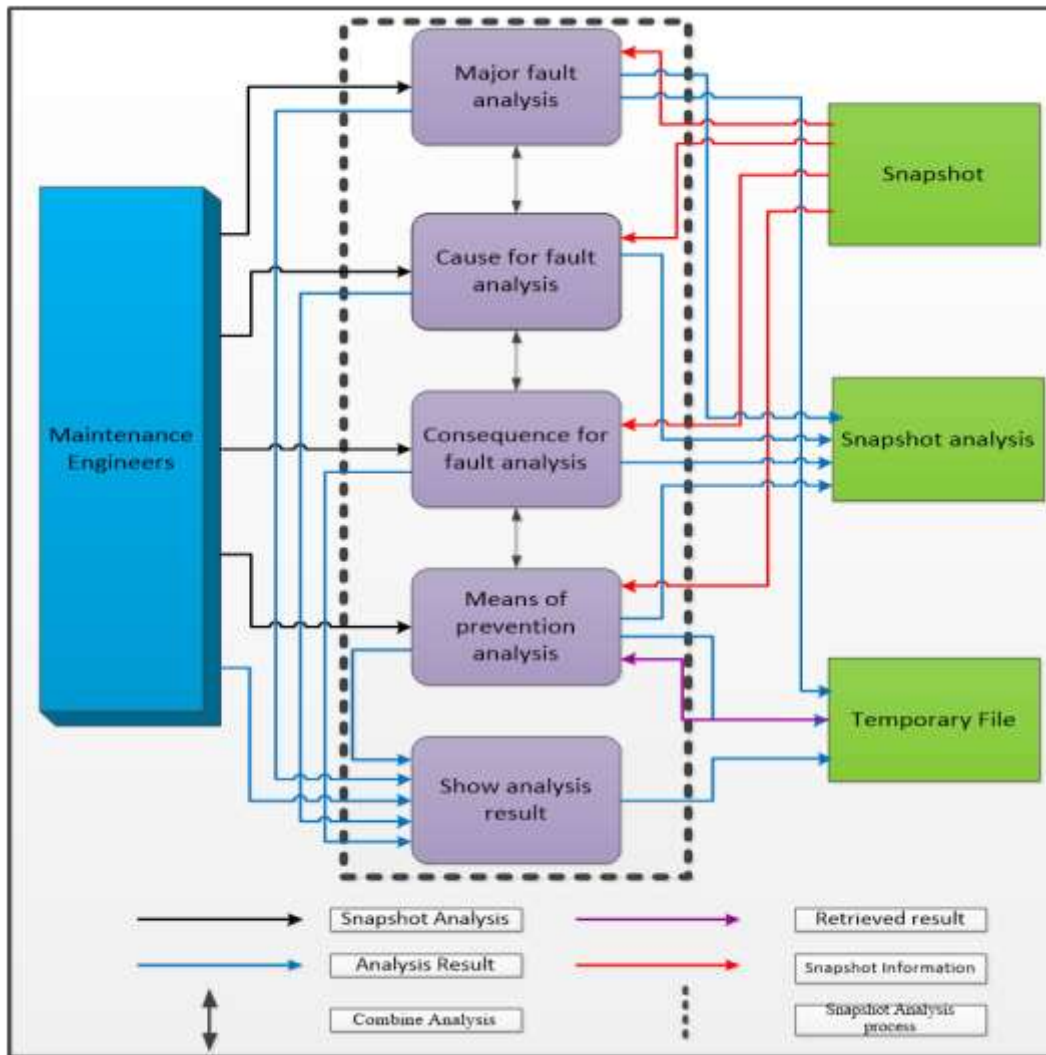 Major fault
analysis
Snapshot
Cause for fault
analysis
Maintenance
Engineers
Consequence for
fault analysis
Snapshot analysis
Means of
prevention
analysis
Temporary File
Show analysis
result
Snapshot Analysis
Retrieved result
Analysis Result
Snapshot Information
Combine Analysis
Snapshot Analysis
process